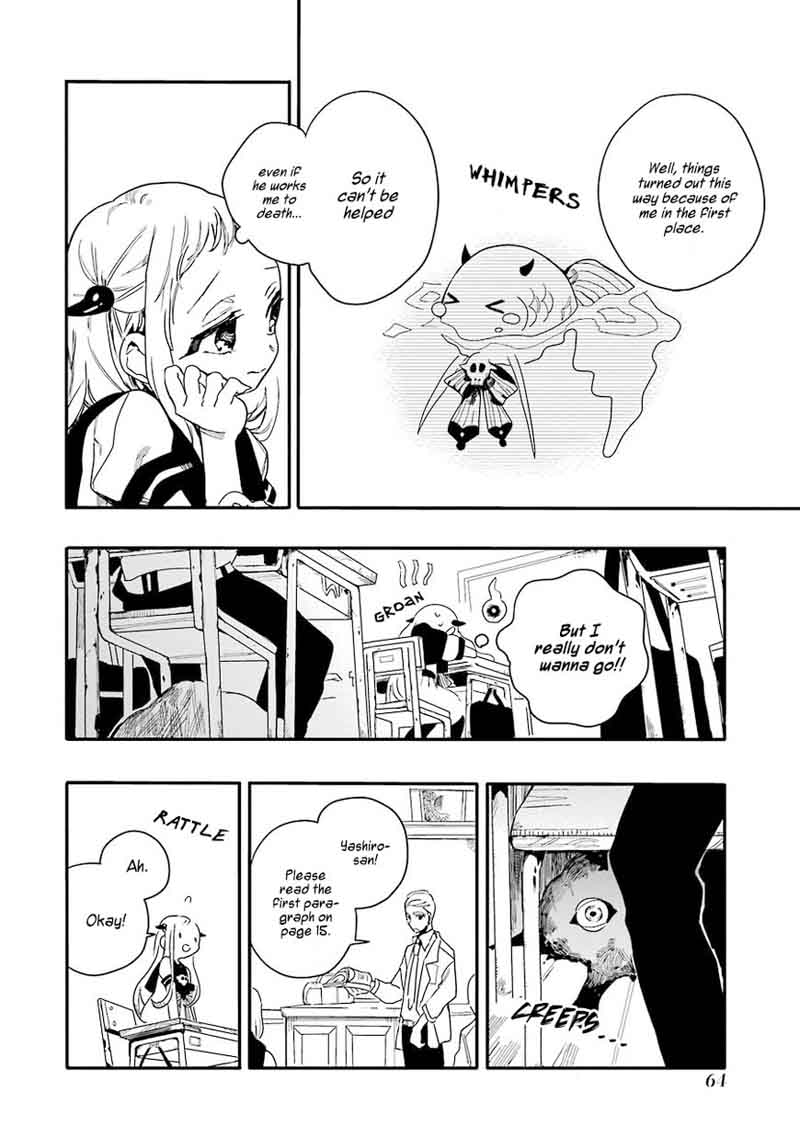 Well, things
turned out this
way because of
me in the first
place.
WHIMPERS
So it
can't be
helped
even if
he works
me to
death...
GROAN
But I
really don't
wanna go!!
CREEPS...
Yashiro-
san!
Please
read the
first para-
graph on
page 15.
RATTLE
Ah.
Okay!
64